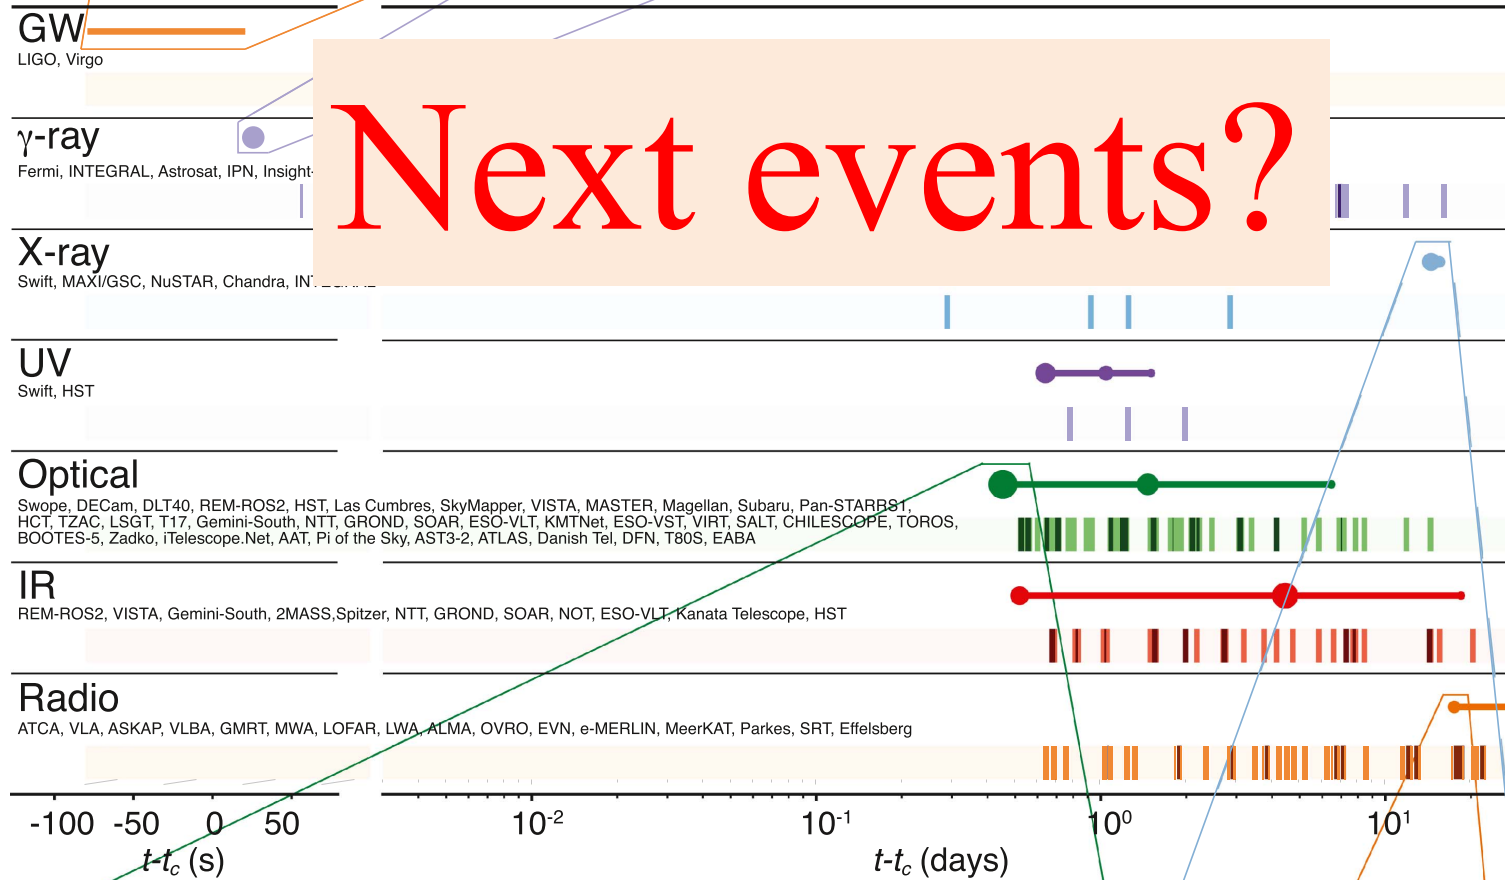 GW
LIGO, Virgo
Next events?
γ-ray
Fermi, INTEGRAL, Astrosat, IPN, Insight-
X-ray
Swift, MAXI/GSC, NuSTAR, Chandra, INTEGRAL
UV
Swift, HST
Optical
Swope, DECam, DLT40, REM-ROS2, HST, Las Cumbres, SkyMapper, VISTA, MASTER, Magellan, Subaru, Pan-STARRS1,
HCT, TZAC, LSGT, T17, Gemini-South, NTT, GROND, SOAR, ESO-VLT, KMTNet, ESO-VST, VIRT, SALT, CHILESCOPE, TOROS,
BOOTES-5, Zadko, iTelescope.Net, AAT, Pi of the Sky, AST3-2, ATLAS, Danish Tel, DFN, T80S, EABA
IR
REM-ROS2, VISTA, Gemini-South, 2MASS,Spitzer, NTT, GROND, SOAR, NOT, ESO-VLT, Kanata Telescope, HST
Radio
ATCA, VLA, ASKAP, VLBA, GMRT, MWA, LOFAR, LWA, ALMA, OVRO, EVN, e-MERLIN, MeerKAT, Parkes, SRT, Effelsberg
-100 -50 0 50 10⁻² 10⁻¹ 10⁰ 10¹
t-t_c (s) t-t_c (days)